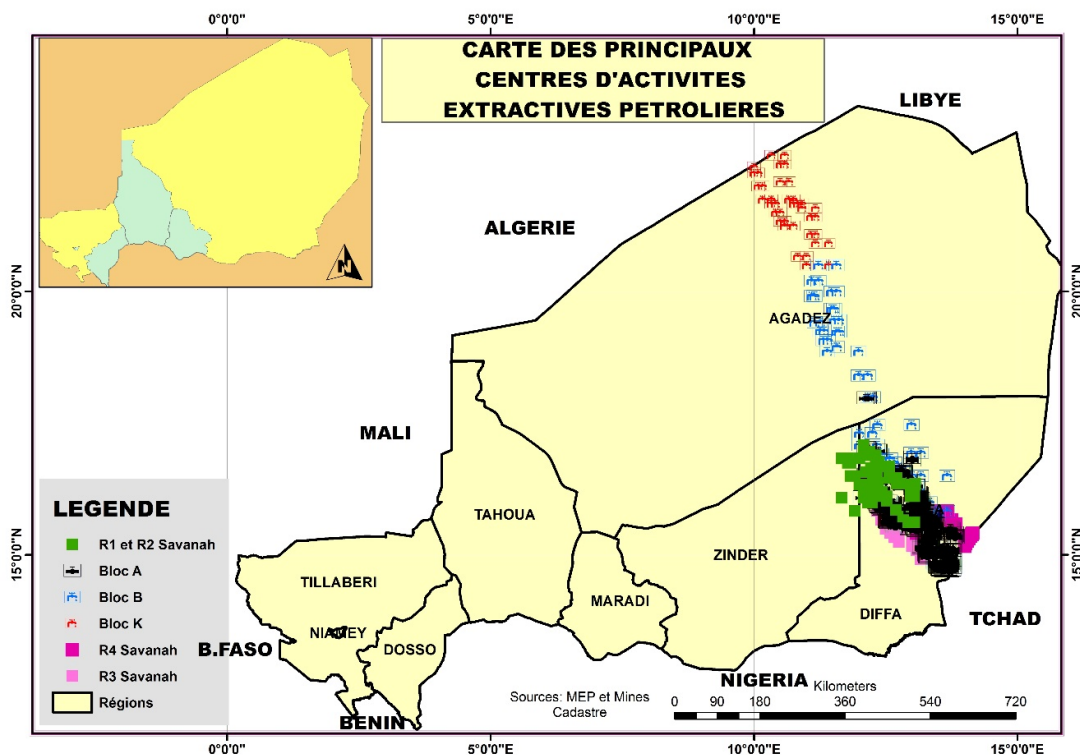 0°0'0" 5°0'0"E 10°0'0"E 15°0'0"E
CARTE DES PRINCIPAUX
CENTRES D'ACTIVITES
EXTRACTIVES PETROLIERES
N
LIBYE
ALGERIE
20°0'0"N 20°0'0"N
AGADEZ
MALI
LEGENDE
R1 et R2 Savanah
Bloc A
Bloc B
Bloc K
R4 Savanah
R3 Savanah
Régions
TAHOUA
ZINDER
15°0'0"N 15°0'0"N
TILLABERI
MARADI
DIFFA
TCHAD
NIAMEY
B.FASO
DOSSO
NIGERIA
BENIN
Sources: MEP et Mines
Cadastre
Kilometers
0 90 180 360 540 720
0°0'0" 5°0'0"E 10°0'0"E 15°0'0"E